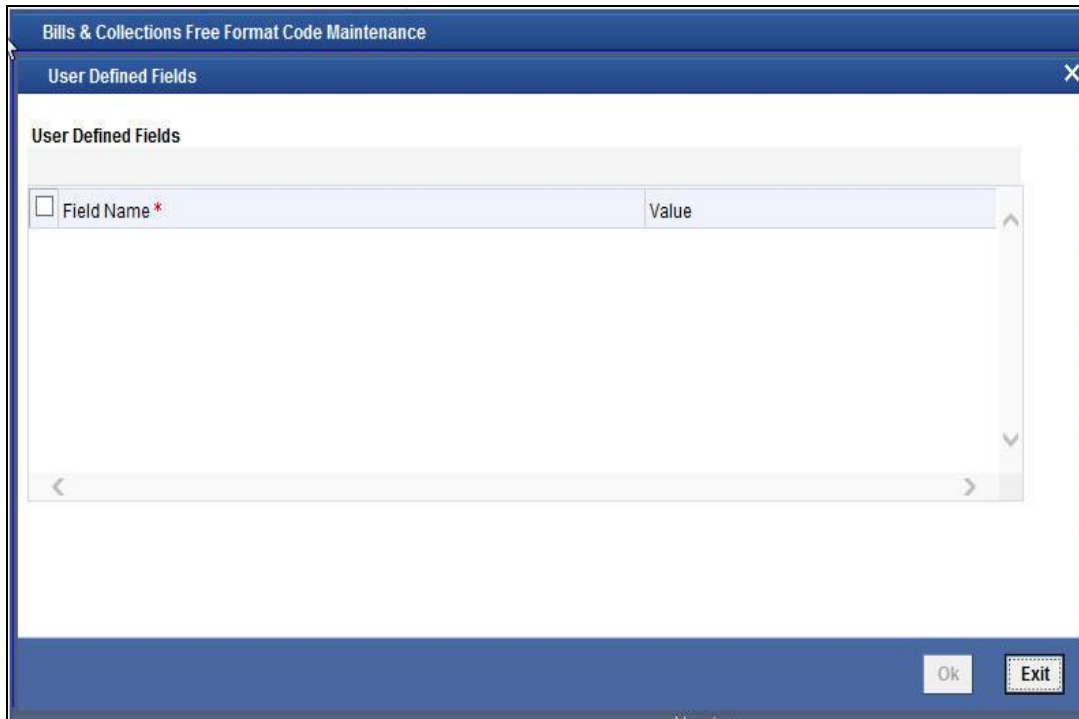 Bills & Collections Free Format Code Maintenance
User Defined Fields
User Defined Fields
Field Name * Value
Ok Exit